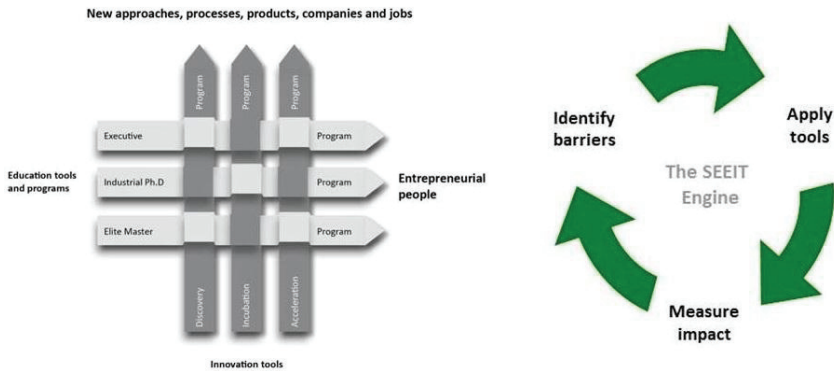 New approaches, processes, products, companies and jobs
Program
Program
Program
Executive
Program
Education tools
and programs
Industrial Ph.D
Program
Entrepreneurial
people
Elite Master
Program
Discovery
Incubation
Acceleration
Innovation tools
Identify
barriers
Apply
tools
The SEEIT
Engine
Measure
impact